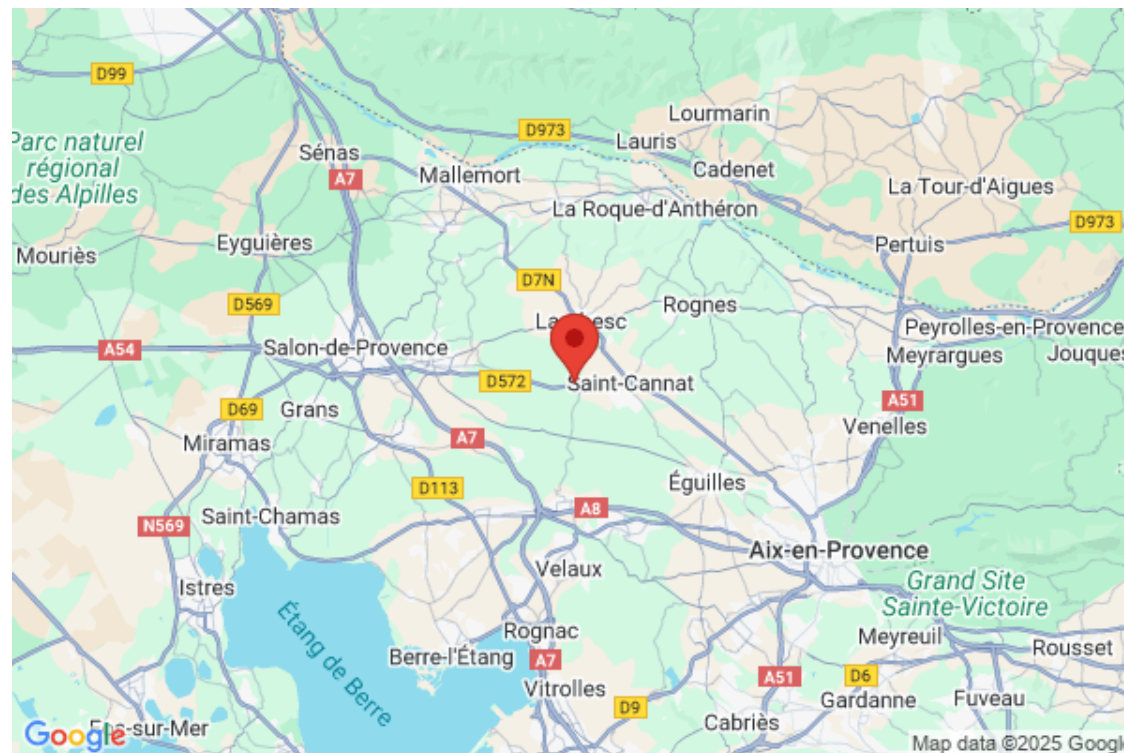 D99
Lourmarin
D973
Lauris
Parc naturel
régional
des Alpilles
Sénas
A7
Mallemort
Cadenet
La Tour-d'Aigues
La Roque-d'Anthéron
D973
Mouriès
Eyguières
Pertuis
D7N
D569
Rognes
Peyrolles-en-Provence
A54
Salon-de-Provence
Meyrargues
Jouques
D572
Saint-Cannat
D69
Grans
A51
Miramas
A7
Venelles
D113
Éguilles
N569
Saint-Chamas
A8
Aix-en-Provence
Velaux
Istres
Grand Site
Sainte-Victoire
Étang de Berre
Rognac
Meyreuil
Rousset
Berre-l'Étang
A7
Vitrolles
A51
D6
Gardanne
Fuveau
D9
Cabriès
Google
-sur-Mer
Map data ©2025 Google